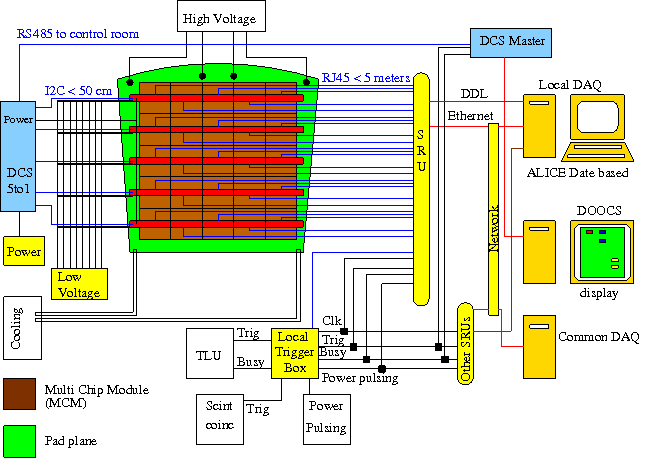 High Voltage
RS485 to control room
DCS Master
RJ45 < 5 meters
I2C < 50 cm
DDL
Local DAQ
Power
Ethernet
S
R
U
DCS
5to1
ALICE Date based
Network
DOOCS
Power
Low
Voltage
display
Cooling
Clk
Trig
Trig
TLU
Local
Trigger
Box
Busy
Busy
Other SRUs
Common DAQ
Power pulsing
Multi Chip Module
(MCM)
Scint
coinc
Trig
Power
Pulsing
Pad plane